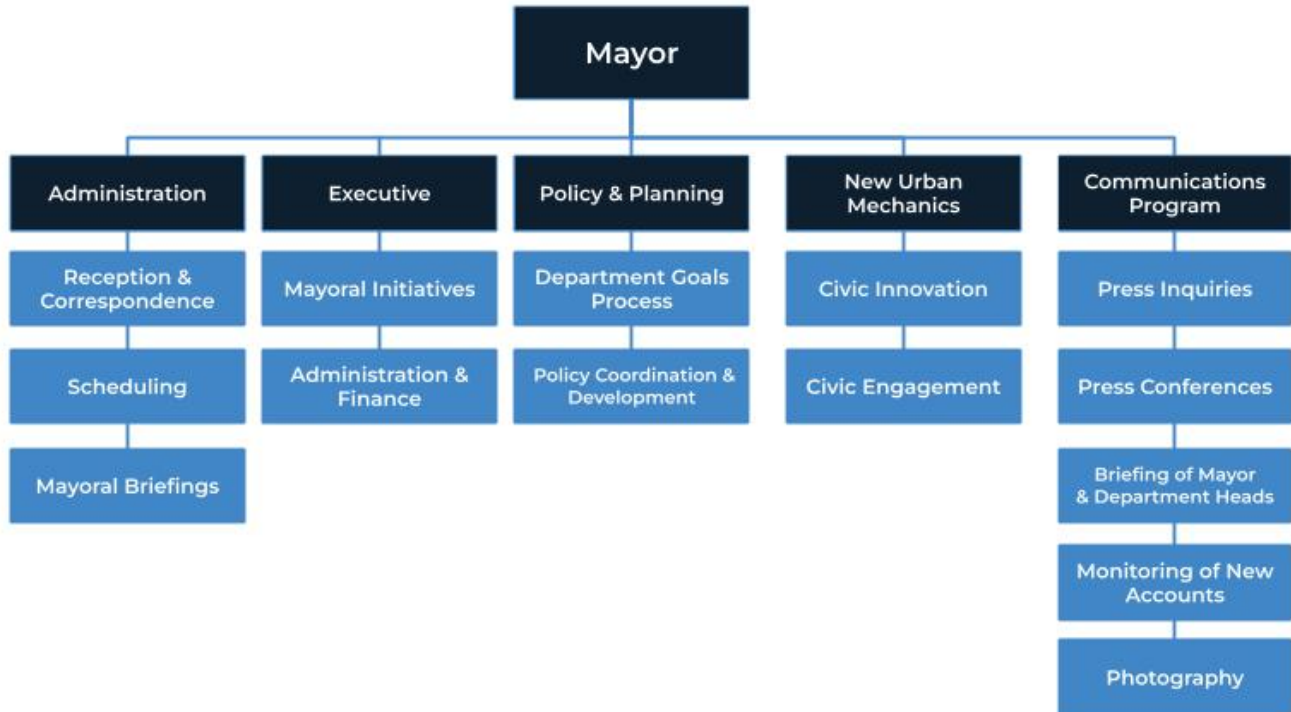 Mayor
Administration
Executive
Policy & Planning
New Urban
Mechanics
Communications
Program
Reception &
Correspondence
Mayoral Initiatives
Department Goals
Process
Civic Innovation
Press Inquiries
Scheduling
Administration &
Finance
Policy Coordination &
Development
Civic Engagement
Press Conferences
Mayoral Briefings
Briefing of Mayor
& Department Heads
Monitoring of New
Accounts
Photography